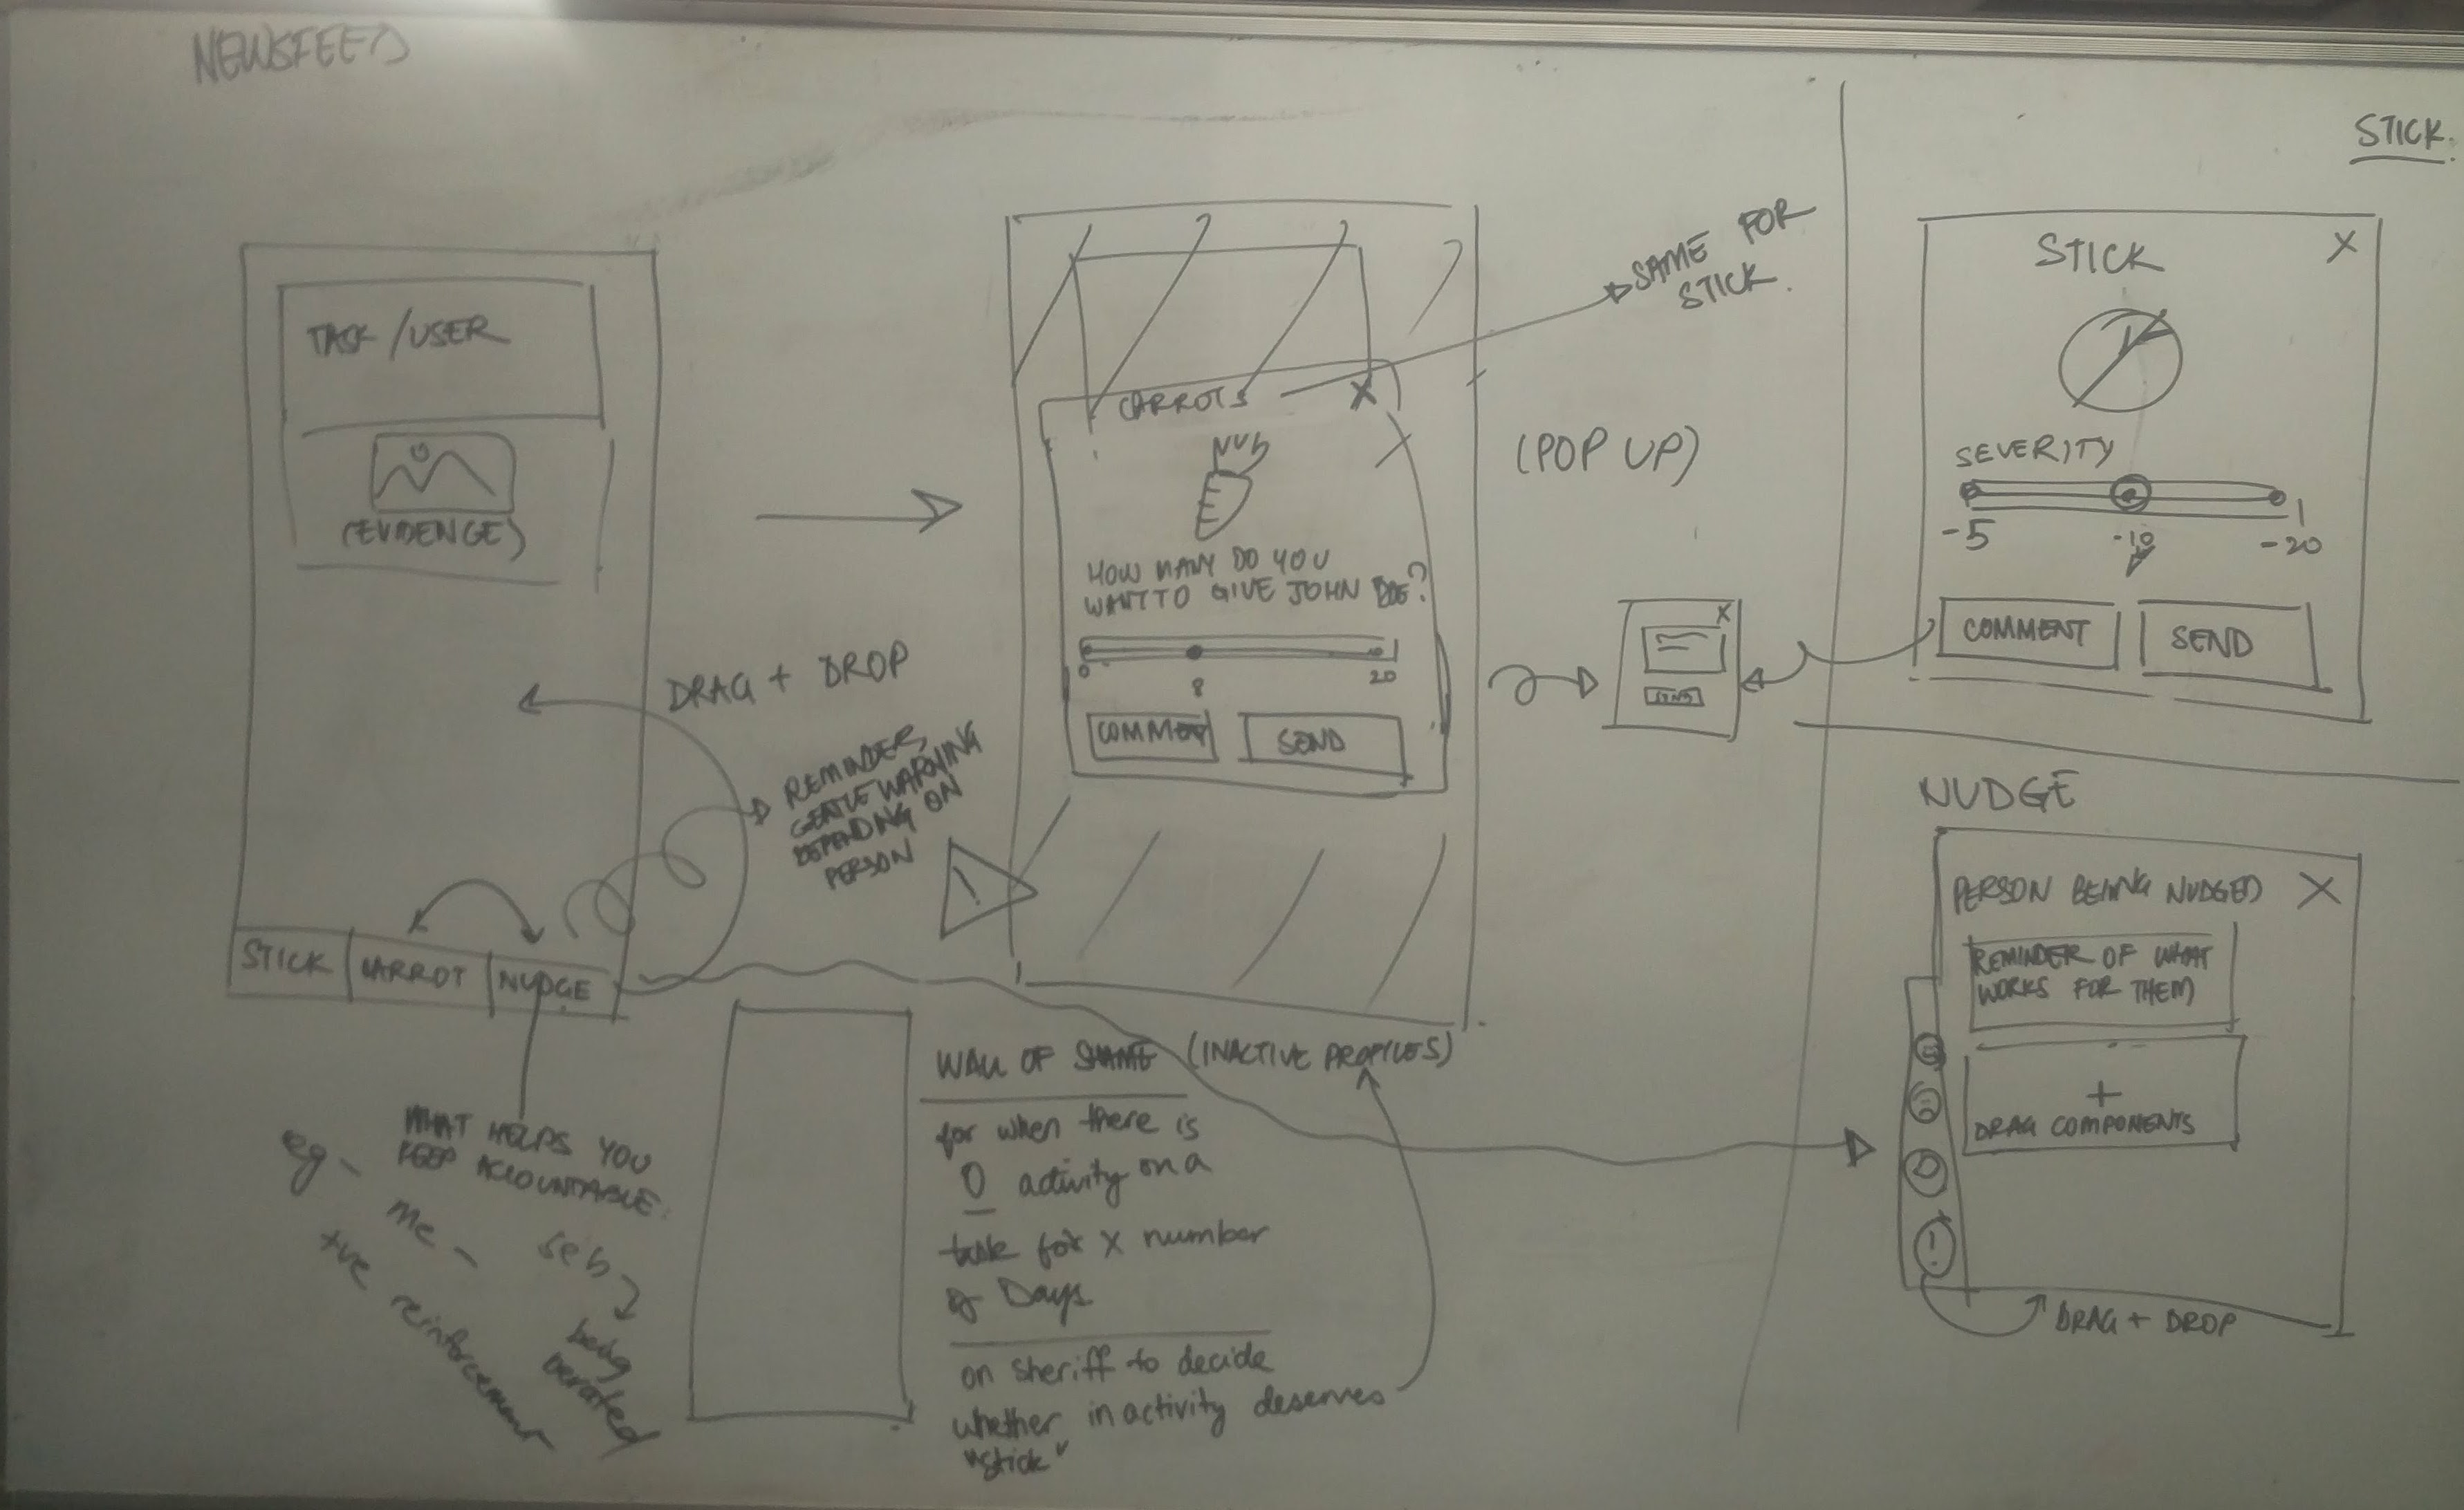 NEWSFEED
TASK / USER
(EVIDENCE)
DRAG + DROP
REMINDER,
GENTLE WARNING
DEPENDING ON
PERSON
STICK
CARROT
NUDGE
WHAT HELPS YOU
KEEP ACCOUNTABLE.
eg - me - seb
+ve reinforcement
being
berated
CARROTS X
HOW MANY DO YOU
WANT TO GIVE JOHN DOE?
0 8 20
COMMENT
SEND
!
SAME FOR
STICK.
(POP UP)
X
SEND
WALL OF SHAME (INACTIVE PROFILES)
for when there is
0 activity on a
task for X number
of Days
on sheriff to decide
whether inactivity deserves
"stick"
STICK.
STICK X
SEVERITY
-5 -10 -20
COMMENT
SEND
NUDGE
PERSON BEING NUDGED X
REMINDER OF WHAT
WORKS FOR THEM
+
DRAG COMPONENTS
!
DRAG + DROP